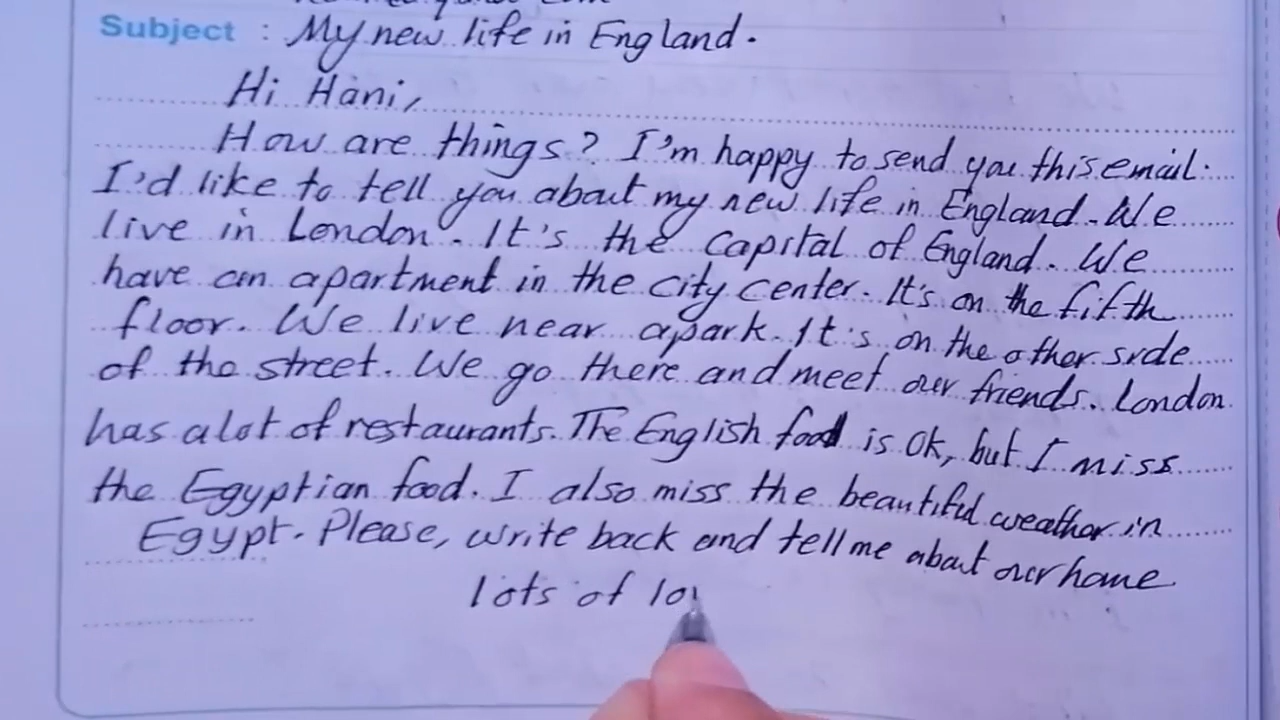 Subject : My new life in England.
Hi Hani,
How are things? I'm happy to send you this email.
I'd like to tell you about my new life in England. We
live in London. It's the capital of England. We
have an apartment in the city center. It's on the fifth
floor. We live near a park. It's on the other side
of the street. We go there and meet our friends. London
has a lot of restaurants. The English food is Ok, but I miss
the Egyptian food. I also miss the beautiful weather in
Egypt. Please, write back and tell me about our home
lots of lov